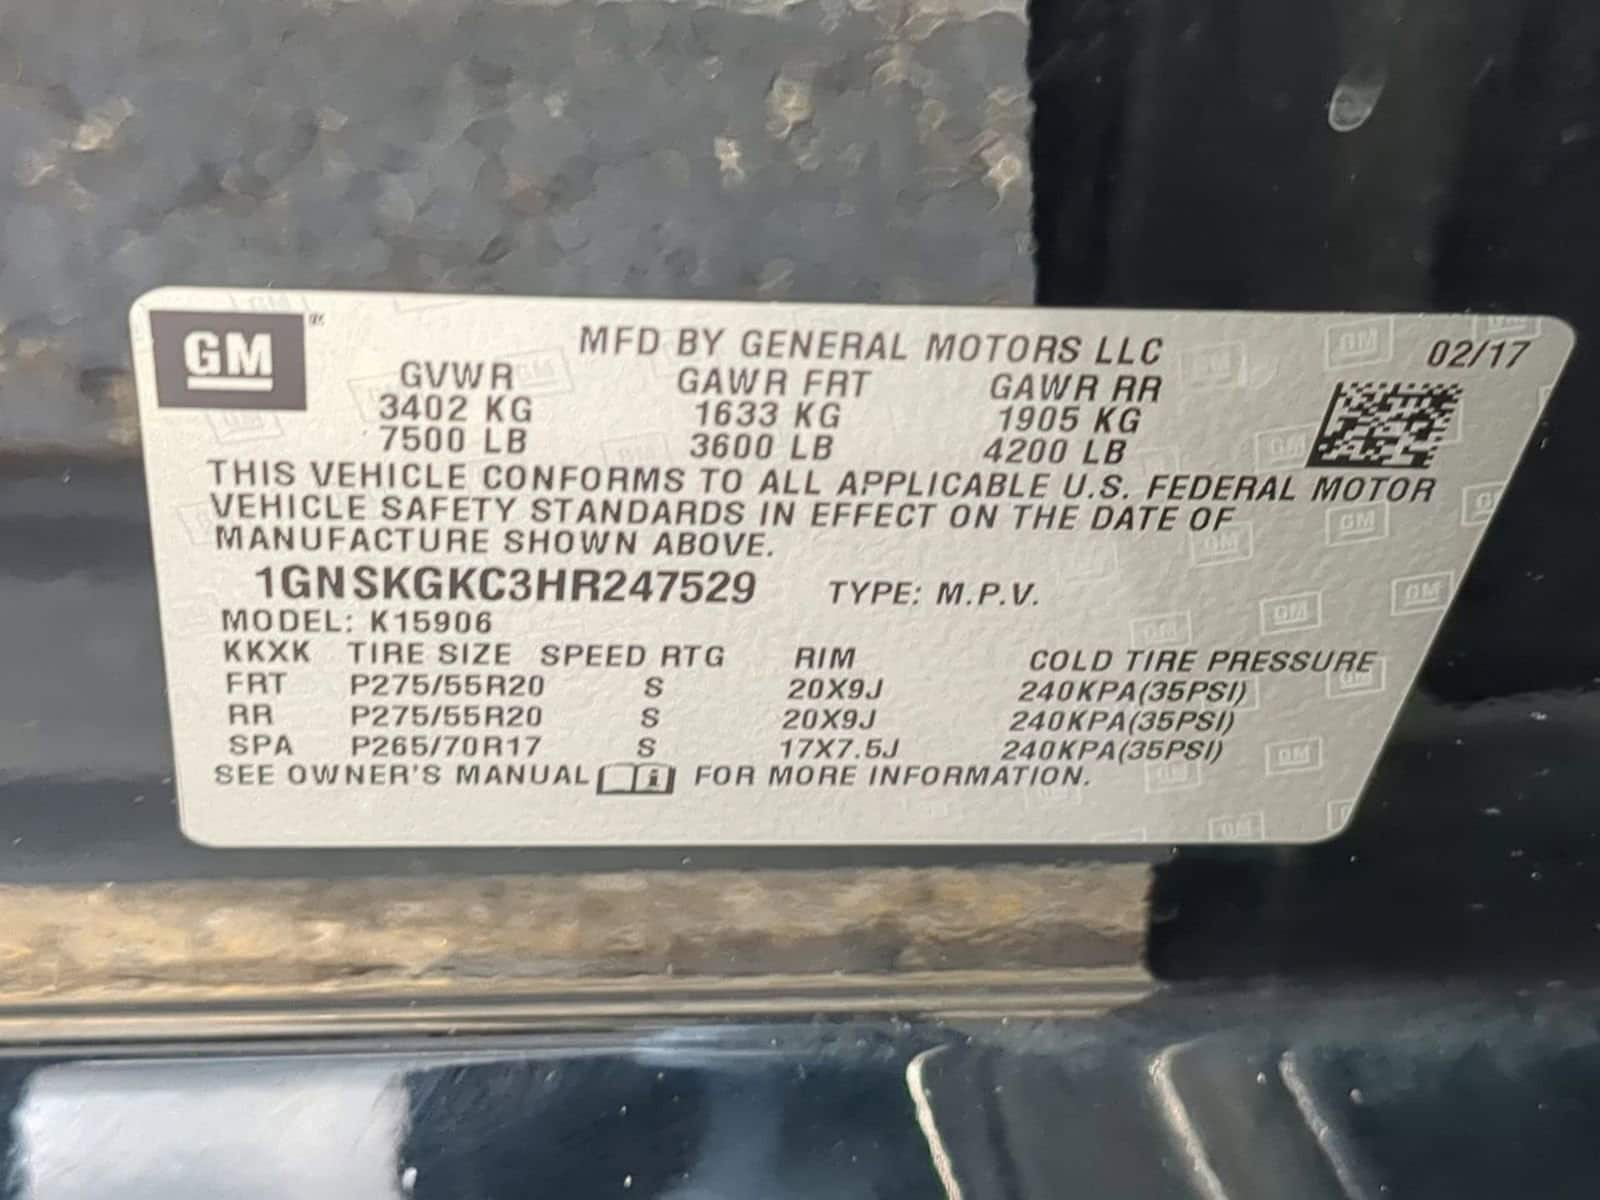 GM
MFD BY GENERAL MOTORS LLC 02/17
GVWR GAWR FRT GAWR RR
3402 KG 1633 KG 1905 KG
7500 LB 3600 LB 4200 LB
THIS VEHICLE CONFORMS TO ALL APPLICABLE U.S. FEDERAL MOTOR
VEHICLE SAFETY STANDARDS IN EFFECT ON THE DATE OF
MANUFACTURE SHOWN ABOVE.
1GNSKGKC3HR247529 TYPE: M.P.V.
MODEL: K15906
KKXK TIRE SIZE SPEED RTG RIM COLD TIRE PRESSURE
FRT P275/55R20 S 20X9J 240KPA(35PSI)
RR P275/55R20 S 20X9J 240KPA(35PSI)
SPA P265/70R17 S 17X7.5J 240KPA(35PSI)
SEE OWNER'S MANUAL FOR MORE INFORMATION.